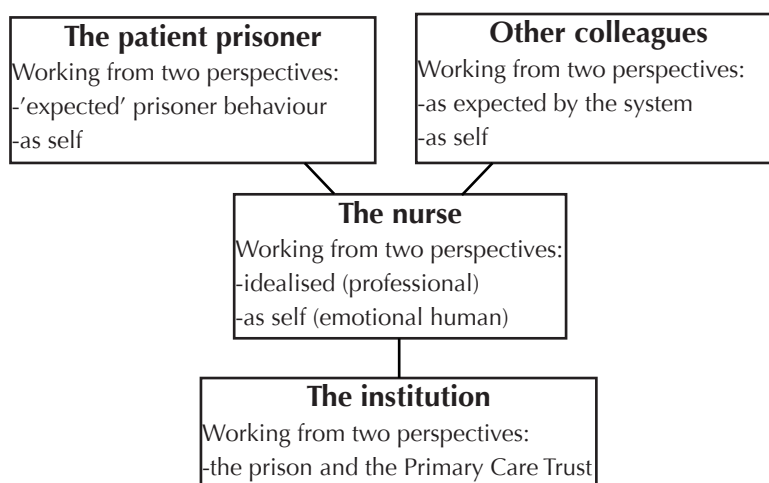 The patient prisoner
Working from two perspectives:
-’expected’ prisoner behaviour
-as self
Other colleagues
Working from two perspectives:
-as expected by the system
-as self
The nurse
Working from two perspectives:
-idealised (professional)
-as self (emotional human)
The institution
Working from two perspectives:
-the prison and the Primary Care Trust